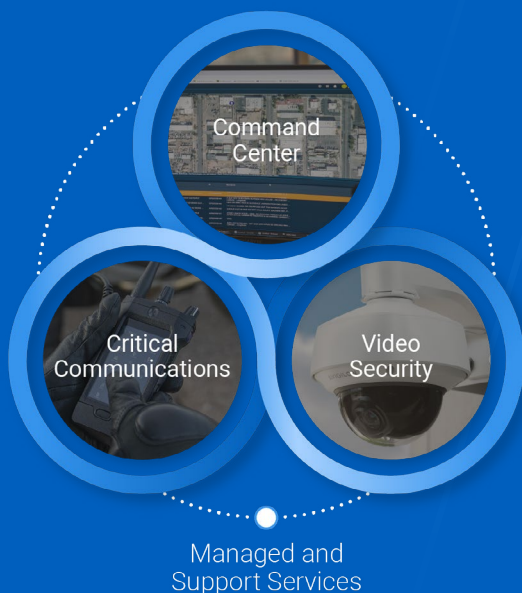 Command
Center
Critical
Communications
Video
Security
Managed and
Support Services